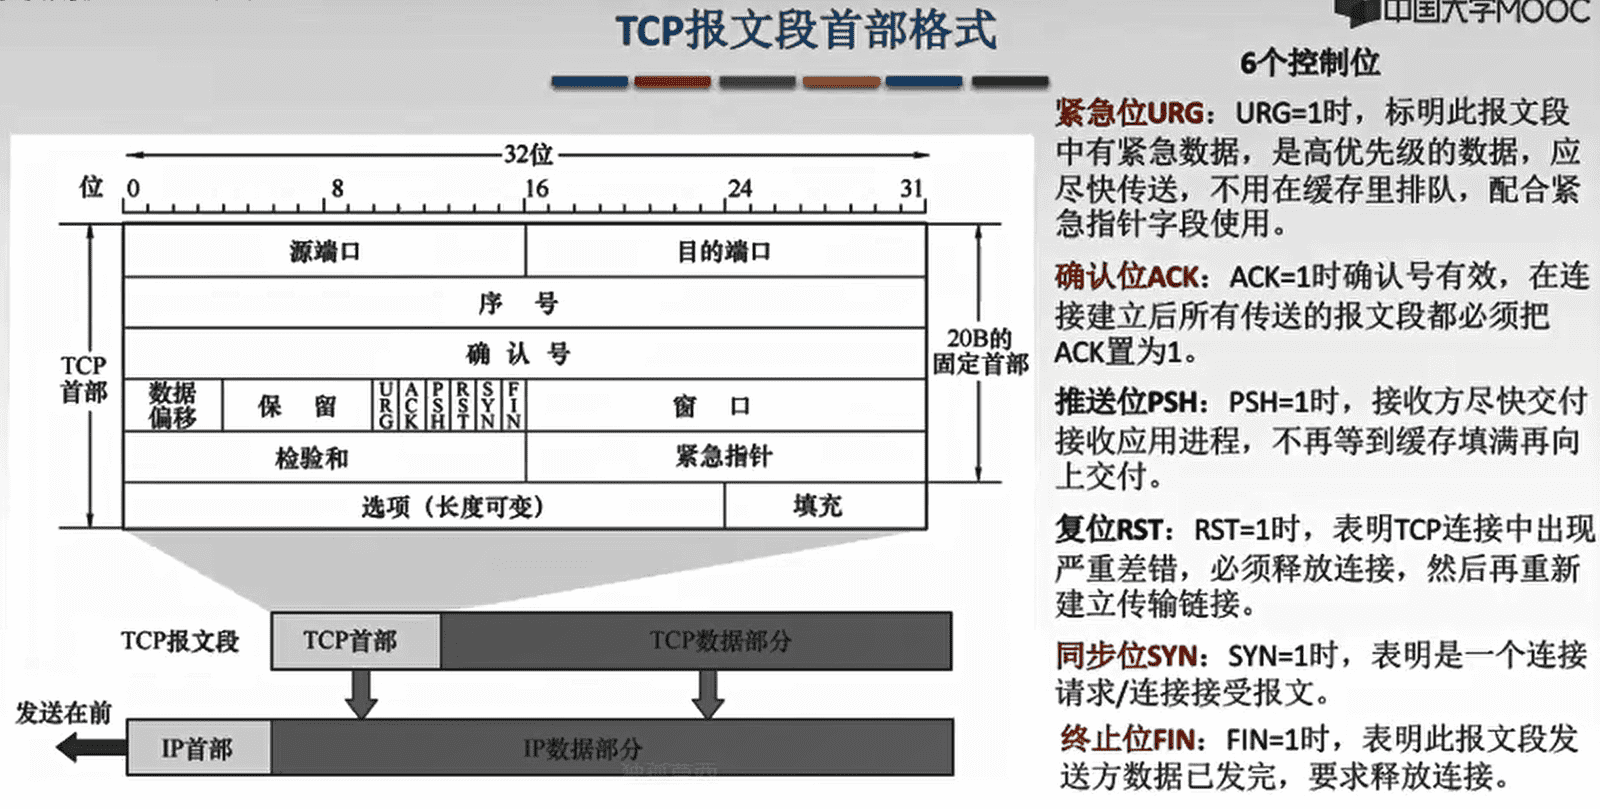 中国大学MOOC
TCP报文段首部格式
6个控制位
紧急位URG：URG=1时，标明此报文段
中有紧急数据，是高优先级的数据，应
尽快传送，不用在缓存里排队，配合紧
急指针字段使用。
确认位ACK：ACK=1时确认号有效，在连
接建立后所有传送的报文段都必须把
ACK置为1。
推送位PSH：PSH=1时，接收方尽快交付
接收应用进程，不再等到缓存填满再向
上交付。
复位RST：RST=1时，表明TCP连接中出现
严重差错，必须释放连接，然后再重新
建立传输链接。
同步位SYN：SYN=1时，表明是一个连接
请求/连接接受报文。
终止位FIN：FIN=1时，表明此报文段发
送方数据已发完，要求释放连接。
32位
位 0 8 16 24 31
源端口 目的端口
序 号
确 认 号
TCP
首部
20B的
固定首部
数据
偏移
保 留
URG ACK PSH RST SYN FIN
窗 口
检验和 紧急指针
选项（长度可变） 填充
TCP报文段 TCP首部 TCP数据部分
发送在前
IP首部 IP数据部分